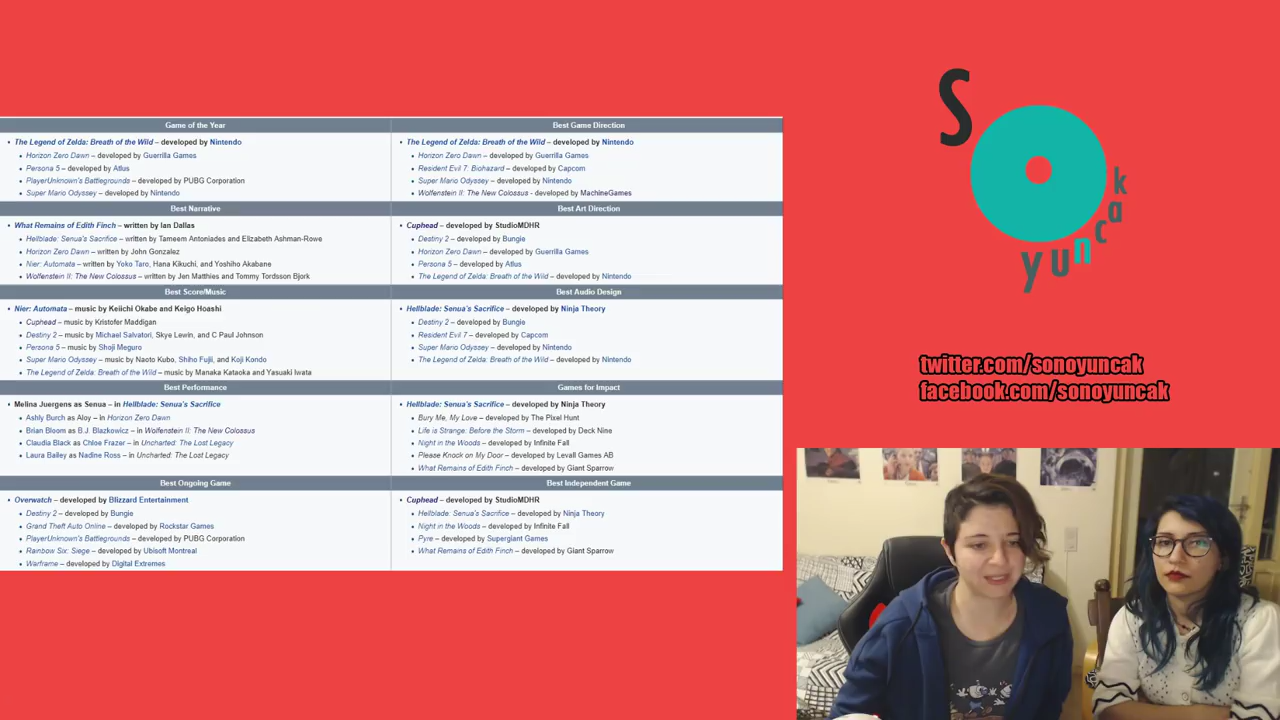 Game of the Year
The Legend of Zelda: Breath of the Wild – developed by Nintendo
Horizon Zero Dawn – developed by Guerrilla Games
Persona 5 – developed by Atlus
PlayerUnknown's Battlegrounds – developed by PUBG Corporation
Super Mario Odyssey – developed by Nintendo
Best Game Direction
The Legend of Zelda: Breath of the Wild – developed by Nintendo
Horizon Zero Dawn – developed by Guerrilla Games
Resident Evil 7: Biohazard – developed by Capcom
Super Mario Odyssey – developed by Nintendo
Wolfenstein II: The New Colossus - developed by MachineGames
Best Narrative
What Remains of Edith Finch – written by Ian Dallas
Hellblade: Senua's Sacrifice – written by Tameem Antoniades and Elizabeth Ashman-Rowe
Horizon Zero Dawn – written by John Gonzalez
Nier: Automata – written by Yoko Taro, Hana Kikuchi, and Yoshiho Akabane
Wolfenstein II: The New Colossus – written by Jen Matthies and Tommy Tordsson Bjork
Best Art Direction
Cuphead – developed by StudioMDHR
Destiny 2 – developed by Bungie
Horizon Zero Dawn – developed by Guerrilla Games
Persona 5 – developed by Atlus
The Legend of Zelda: Breath of the Wild – developed by Nintendo
Best Score/Music
Nier: Automata – music by Keiichi Okabe and Keigo Hoashi
Cuphead – music by Kristofer Maddigan
Destiny 2 – music by Michael Salvatori, Skye Lewin, and C Paul Johnson
Persona 5 – music by Shoji Meguro
Super Mario Odyssey – music by Naoto Kubo, Shiho Fujii, and Koji Kondo
The Legend of Zelda: Breath of the Wild – music by Manaka Kataoka and Yasuaki Iwata
Best Audio Design
Hellblade: Senua's Sacrifice – developed by Ninja Theory
Destiny 2 – developed by Bungie
Resident Evil 7 – developed by Capcom
Super Mario Odyssey – developed by Nintendo
The Legend of Zelda: Breath of the Wild – developed by Nintendo
Best Performance
Melina Juergens as Senua – in Hellblade: Senua's Sacrifice
Ashly Burch as Aloy – in Horizon Zero Dawn
Brian Bloom as B.J. Blazkowicz – in Wolfenstein II: The New Colossus
Claudia Black as Chloe Frazer – in Uncharted: The Lost Legacy
Laura Bailey as Nadine Ross – in Uncharted: The Lost Legacy
Games for Impact
Hellblade: Senua's Sacrifice – developed by Ninja Theory
Bury Me, My Love – developed by The Pixel Hunt
Life is Strange: Before the Storm – developed by Deck Nine
Night in the Woods – developed by Infinite Fall
Please Knock on My Door – developed by Levall Games AB
What Remains of Edith Finch – developed by Giant Sparrow
Best Ongoing Game
Overwatch – developed by Blizzard Entertainment
Destiny 2 – developed by Bungie
Grand Theft Auto Online – developed by Rockstar Games
PlayerUnknown's Battlegrounds – developed by PUBG Corporation
Rainbow Six: Siege – developed by Ubisoft Montreal
Warframe – developed by Digital Extremes
Best Independent Game
Cuphead – developed by StudioMDHR
Hellblade: Senua's Sacrifice – developed by Ninja Theory
Night in the Woods – developed by Infinite Fall
Pyre – developed by Supergiant Games
What Remains of Edith Finch – developed by Giant Sparrow
So
yuncak
twitter.com/sonoyuncak
facebook.com/sonoyuncak